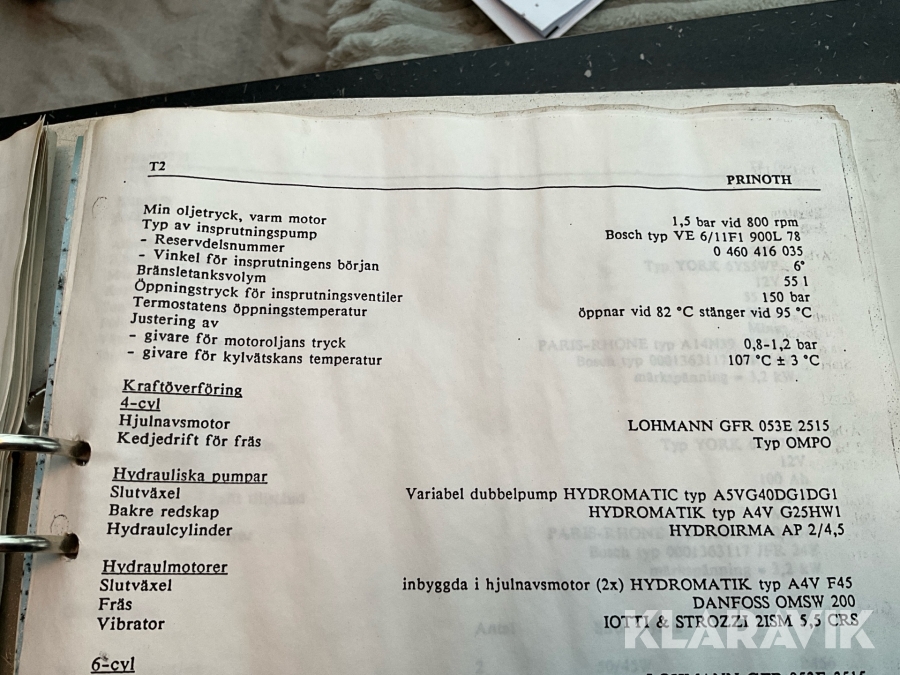 T2 PRINOTH
Min oljetryck, varm motor 1,5 bar vid 800 rpm
Typ av insprutningspump Bosch typ VE 6/11F1 900L 78
- Reservdelsnummer 0 460 416 035
- Vinkel för insprutningens början 6°
Bränsletanksvolym 55 l
Öppningstryck för insprutningsventiler 150 bar
Termostatens öppningstemperatur öppnar vid 82 °C stänger vid 95 °C
Justering av
- givare för motoroljans tryck 0,8-1,2 bar
- givare för kylvätskans temperatur 107 °C ± 3 °C
Kraftöverföring
4-cyl
Hjulnavsmotor LOHMANN GFR 053E 2515
Kedjedrift för fräs Typ OMPO
Hydrauliska pumpar
Slutväxel Variabel dubbelpump HYDROMATIC typ A5VG40DG1DG1
Bakre redskap HYDROMATIK typ A4V G25HW1
Hydraulcylinder HYDROIRMA AP 2/4,5
Hydraulmotorer
Slutväxel inbyggda i hjulnavsmotor (2x) HYDROMATIK typ A4V F45
Fräs DANFOSS OMSW 200
Vibrator IOTTI & STROZZI 2ISM 5,5 CRS
KLARAVIK
6-cyl